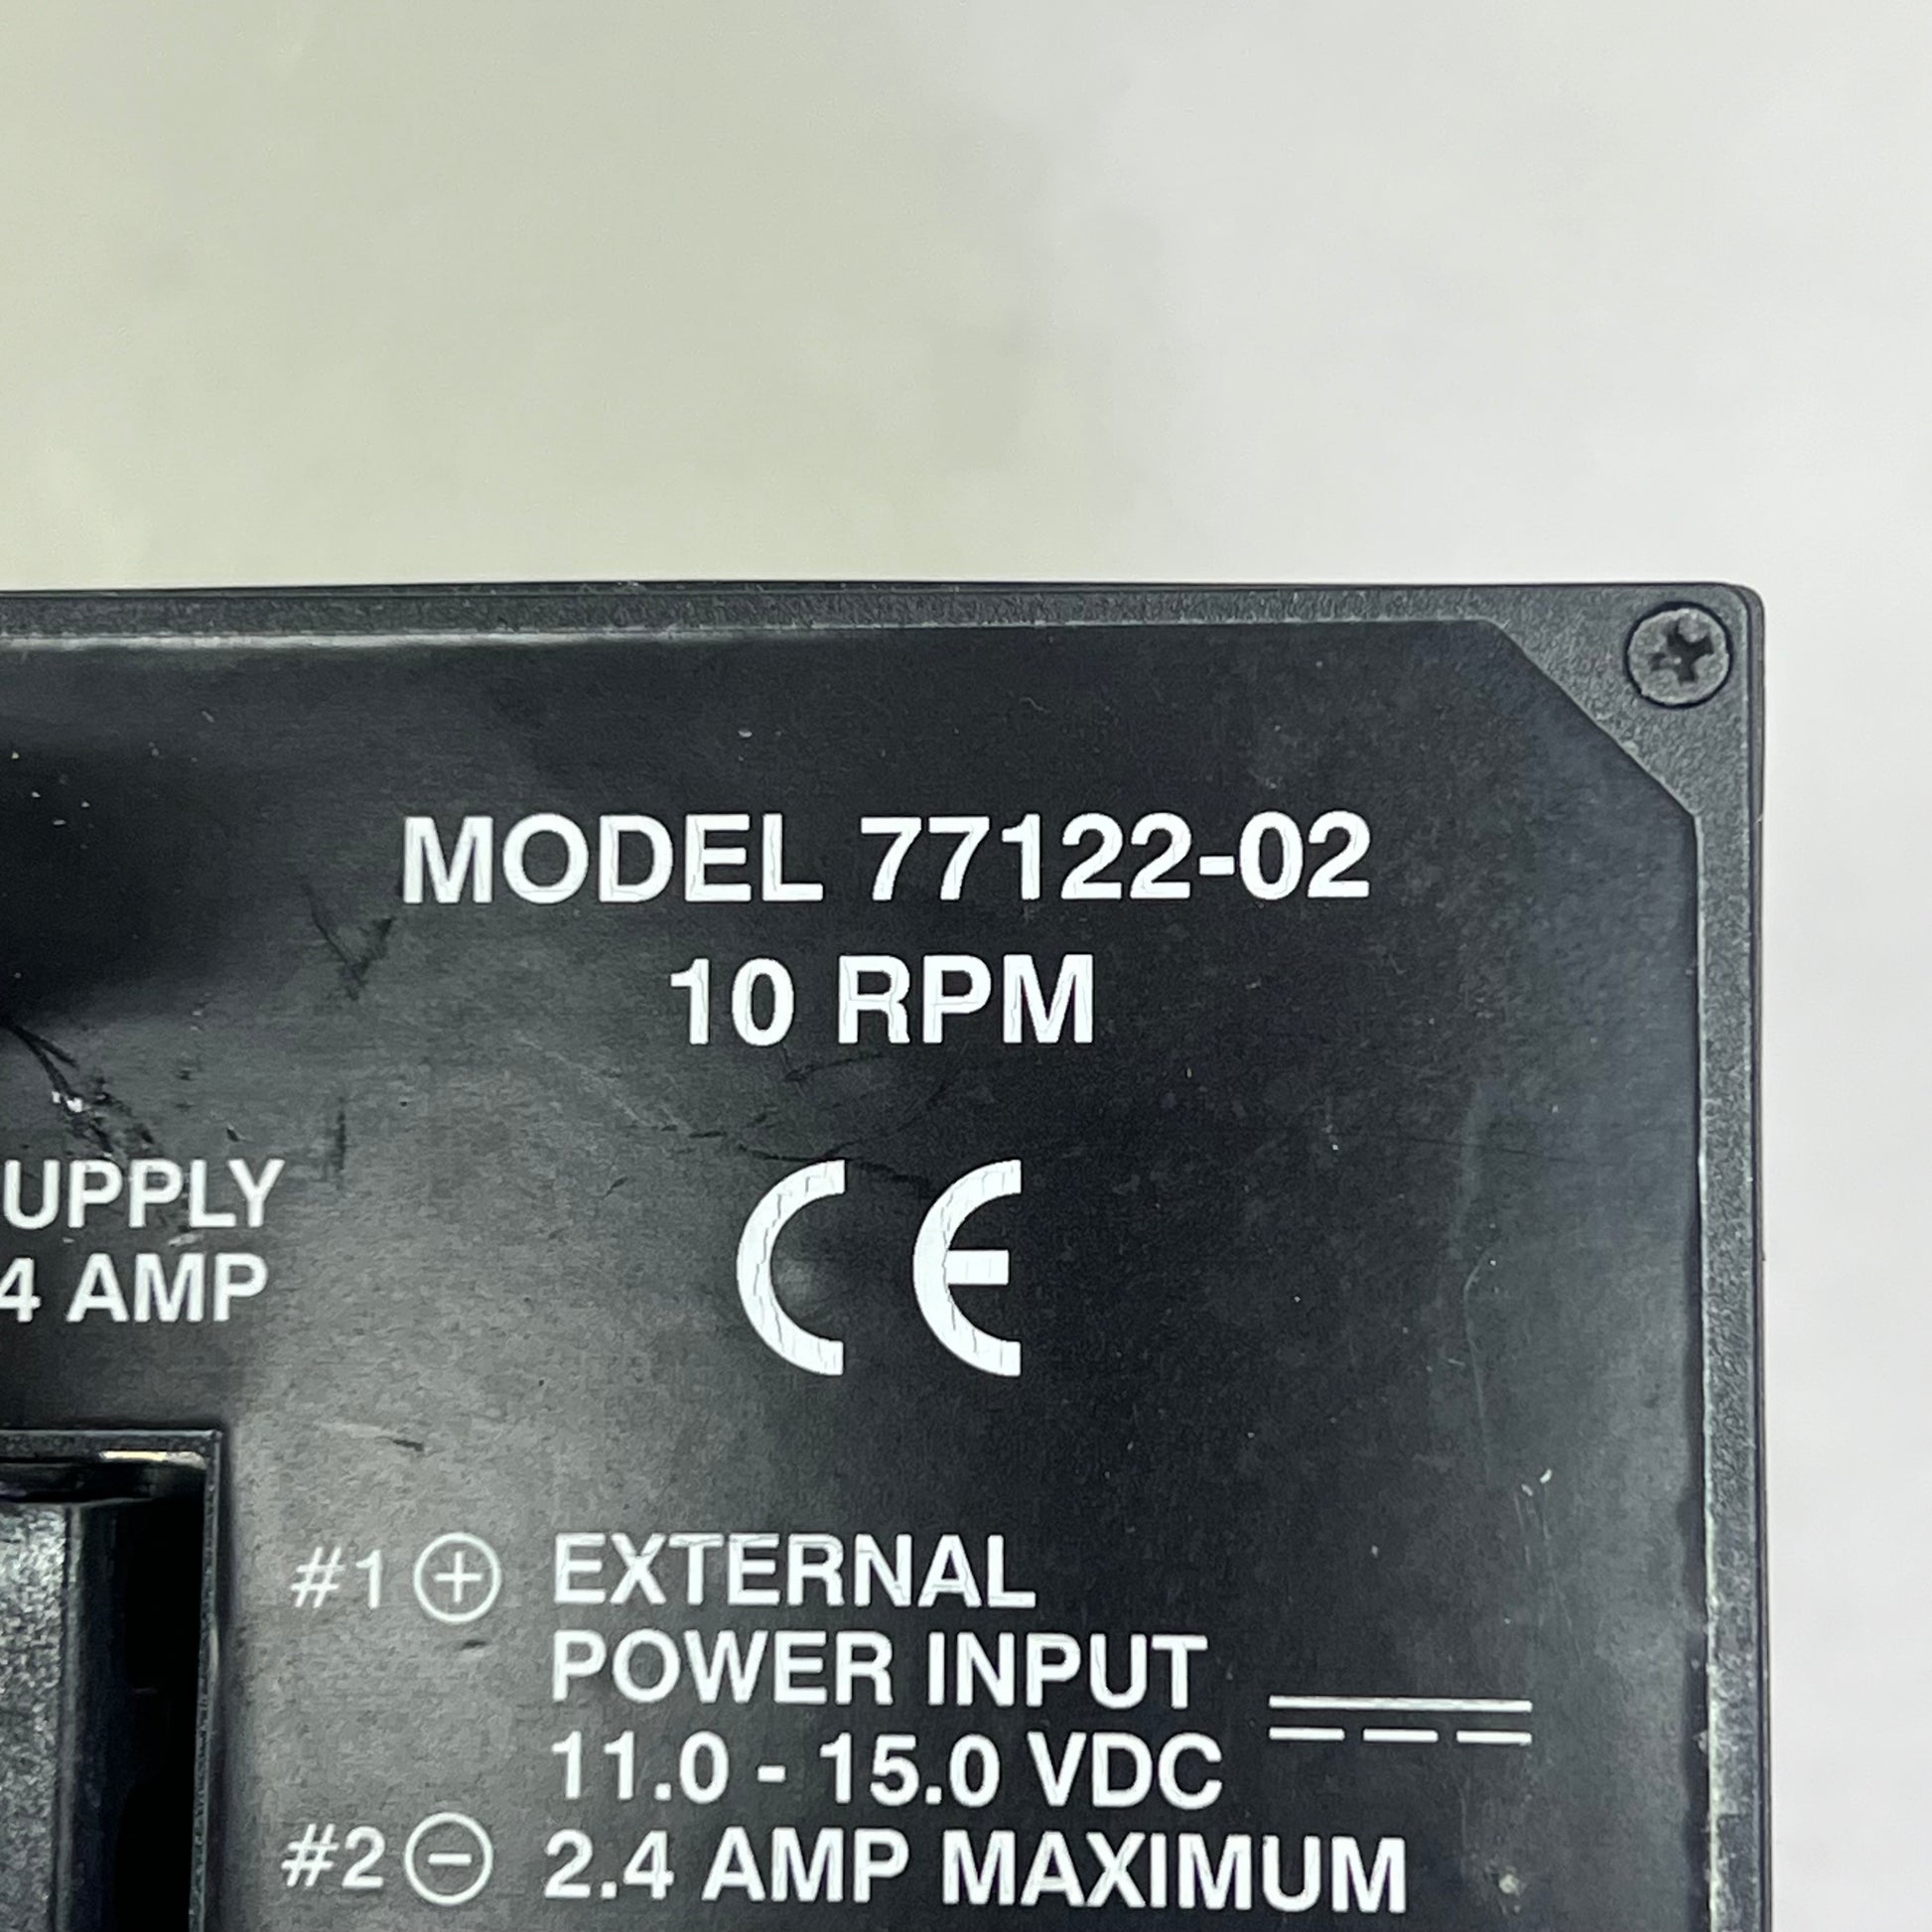 MODEL 77122-02
10 RPM
UPPLY
4 AMP
CE
#1 + EXTERNAL
POWER INPUT
11.0 - 15.0 VDC
#2 - 2.4 AMP MAXIMUM